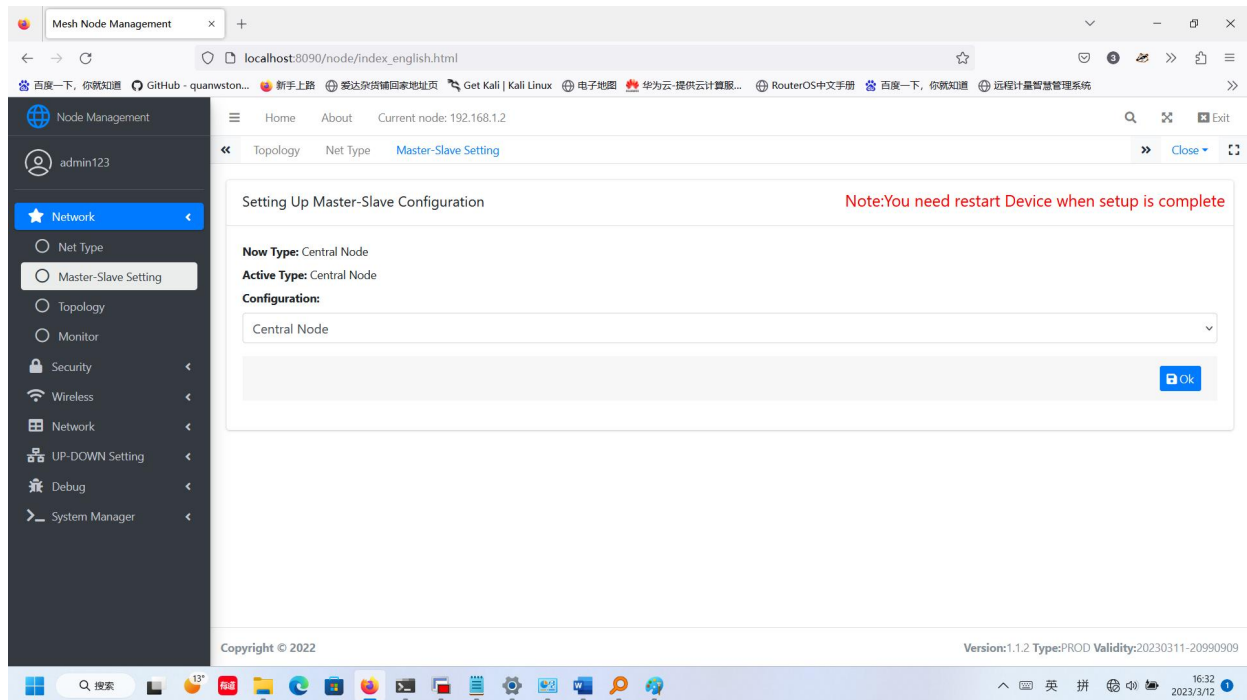 Mesh Node Management
localhost:8090/node/index_english.html
3
百度一下，你就知道 GitHub - quanwston... 新手上路 爱达杂货铺回家地址页 Get Kali | Kali Linux 电子地图 华为云-提供云计算服... RouterOS中文手册 百度一下，你就知道 远程计量智慧管理系统
Node Management Home About Current node: 192.168.1.2 Exit
Topology Net Type Master-Slave Setting Close
admin123
Setting Up Master-Slave Configuration Note:You need restart Device when setup is complete
Network
Net Type
Now Type: Central Node
Master-Slave Setting
Active Type: Central Node
Configuration:
Topology
Central Node
Monitor
Security
Ok
Wireless
Network
UP-DOWN Setting
Debug
System Manager
Copyright © 2022 Version:1.1.2 Type:PROD Validity:20230311-20990909
搜索 13° 有道 英 拼 16:32
2023/3/12 1